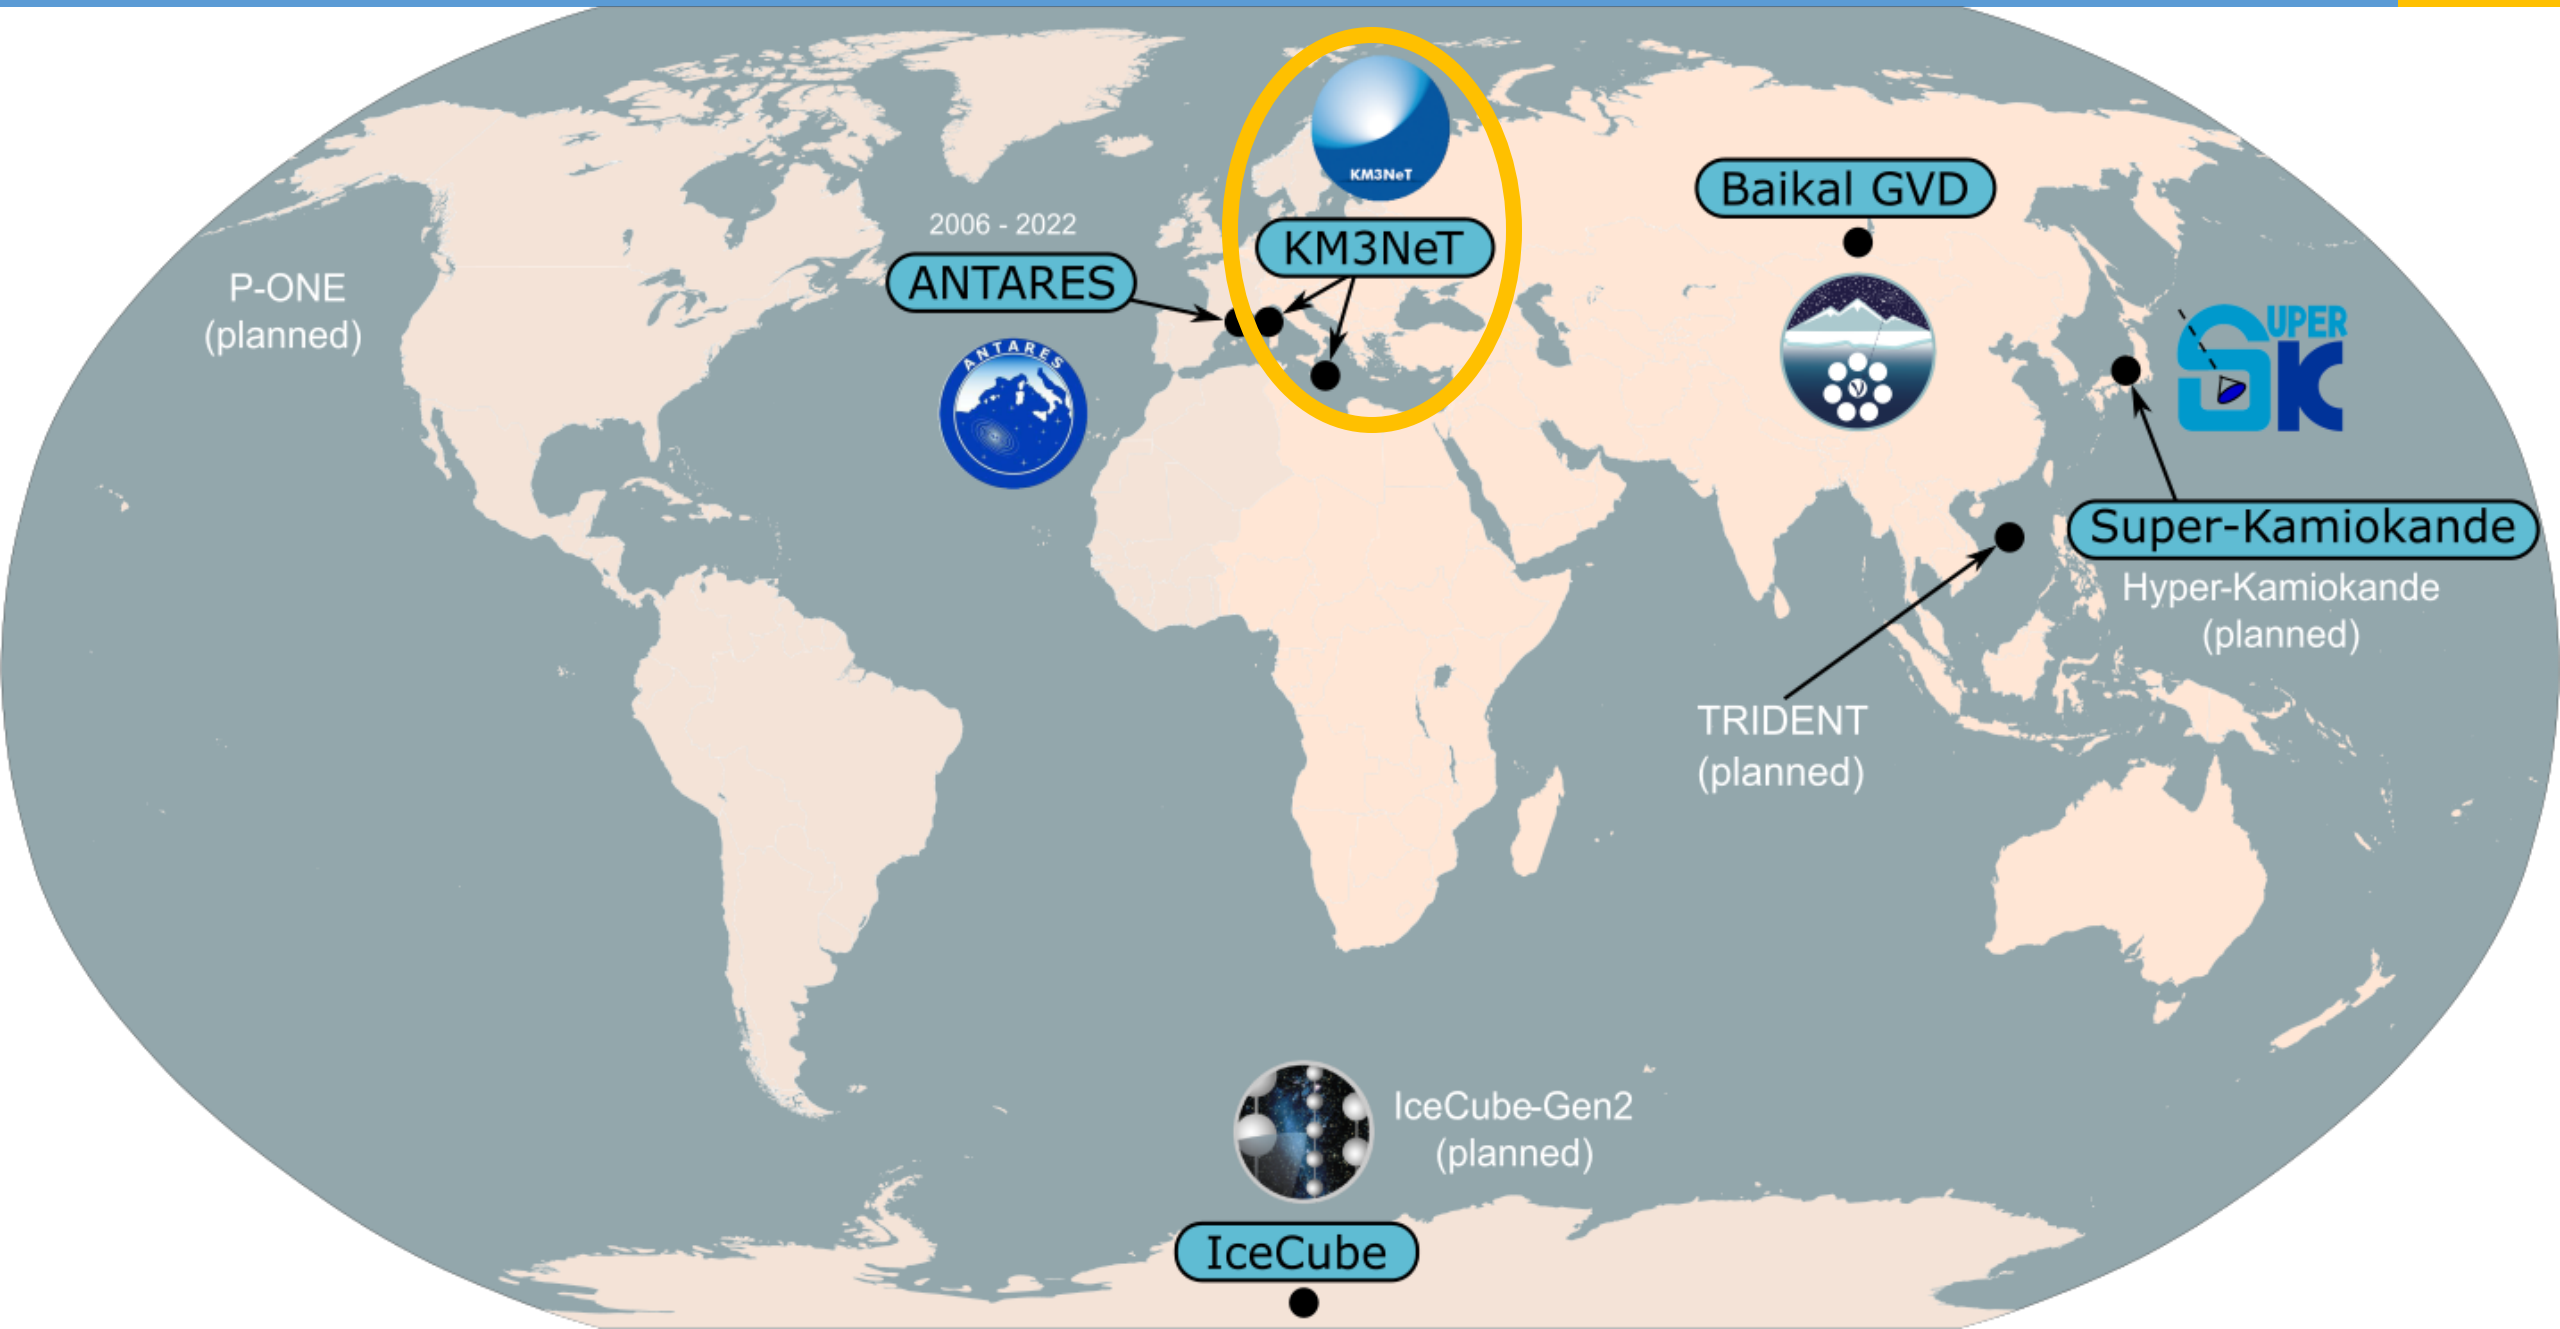 KM3NeT
Baikal GVD
2006 - 2022
KM3NeT
ANTARES
P-ONE
(planned)
ANTARES
SUPER
K
Super-Kamiokande
Hyper-Kamiokande
(planned)
TRIDENT
(planned)
IceCube-Gen2
(planned)
IceCube